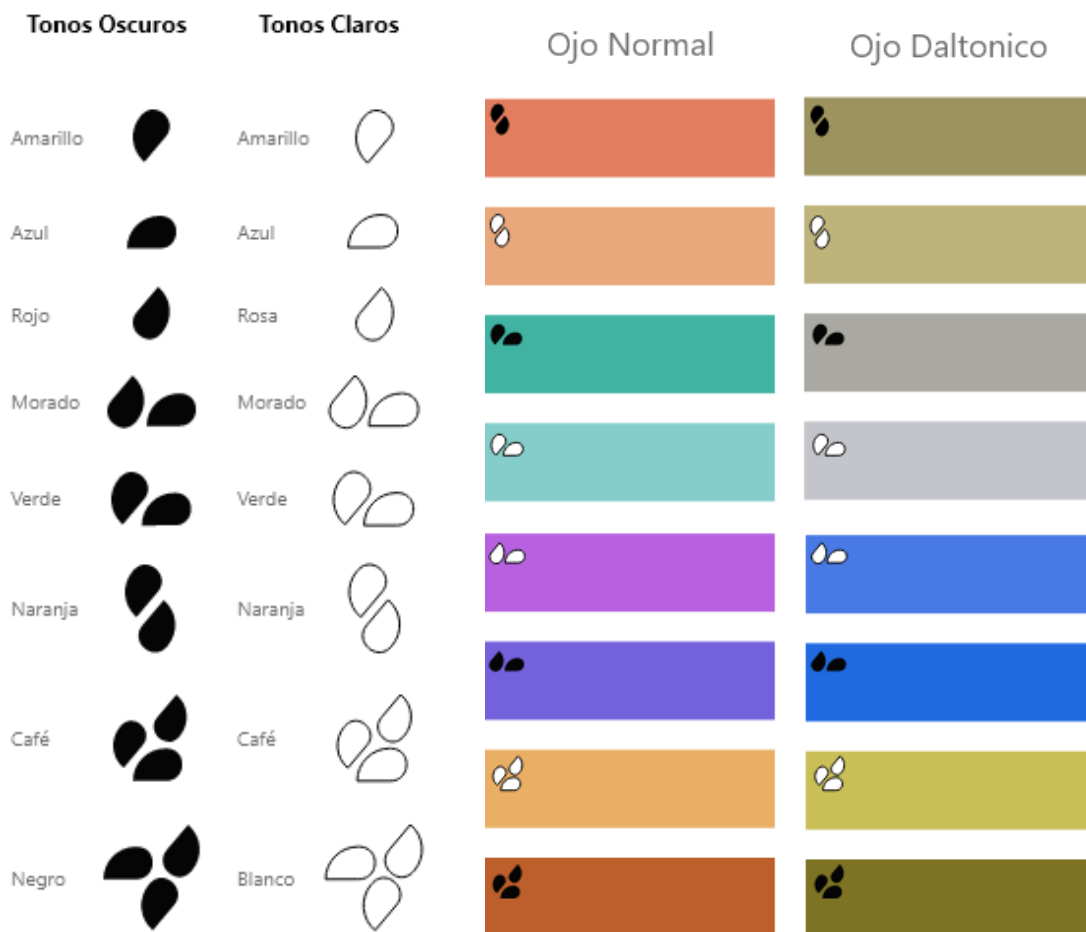 Tonos Oscuros
Tonos Claros
Ojo Normal
Ojo Daltonico
Amarillo
Amarillo
Azul
Azul
Rojo
Rosa
Morado
Morado
Verde
Verde
Naranja
Naranja
Café
Café
Negro
Blanco